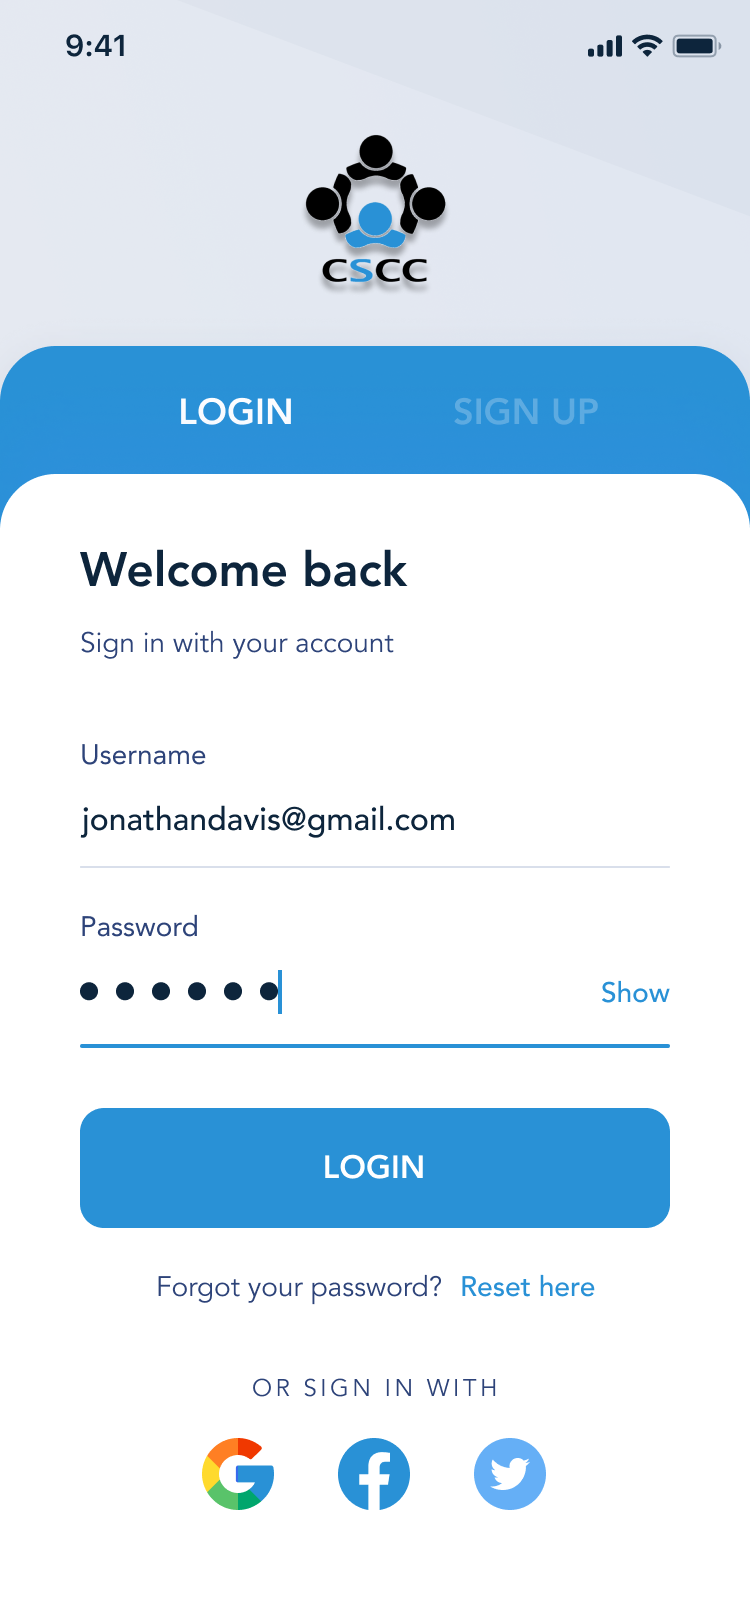 9:41
CSCC
LOGIN SIGN UP
Welcome back
Sign in with your account
Username
jonathandavis@gmail.com
Password
Show
LOGIN
Forgot your password? Reset here
OR SIGN IN WITH